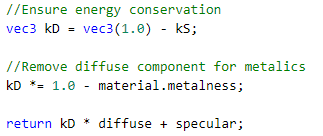 //Ensure energy conservation
vec3 kD = vec3(1.0) - kS;
//Remove diffuse component for metalics
kD *= 1.0 - material.metalness;
return kD * diffuse + specular;